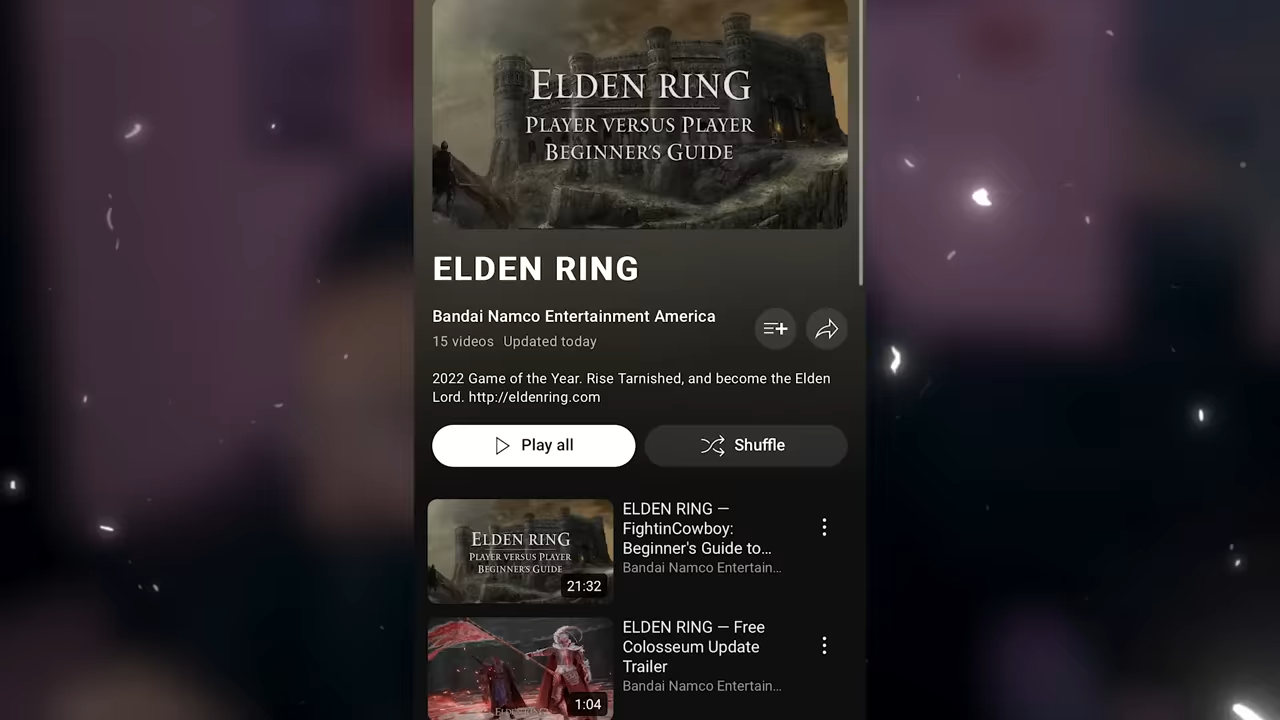 ELDEN RING
PLAYER VERSUS PLAYER
BEGINNER'S GUIDE
ELDEN RING
Bandai Namco Entertainment America
15 videos Updated today
2022 Game of the Year. Rise Tarnished, and become the Elden
Lord. http://eldenring.com
Play all
Shuffle
ELDEN RING
PLAYER VERSUS PLAYER
BEGINNER'S GUIDE
21:32
ELDEN RING —
FightinCowboy:
Beginner's Guide to...
Bandai Namco Entertain...
ELDEN RING
1:04
ELDEN RING — Free
Colosseum Update
Trailer
Bandai Namco Entertain...